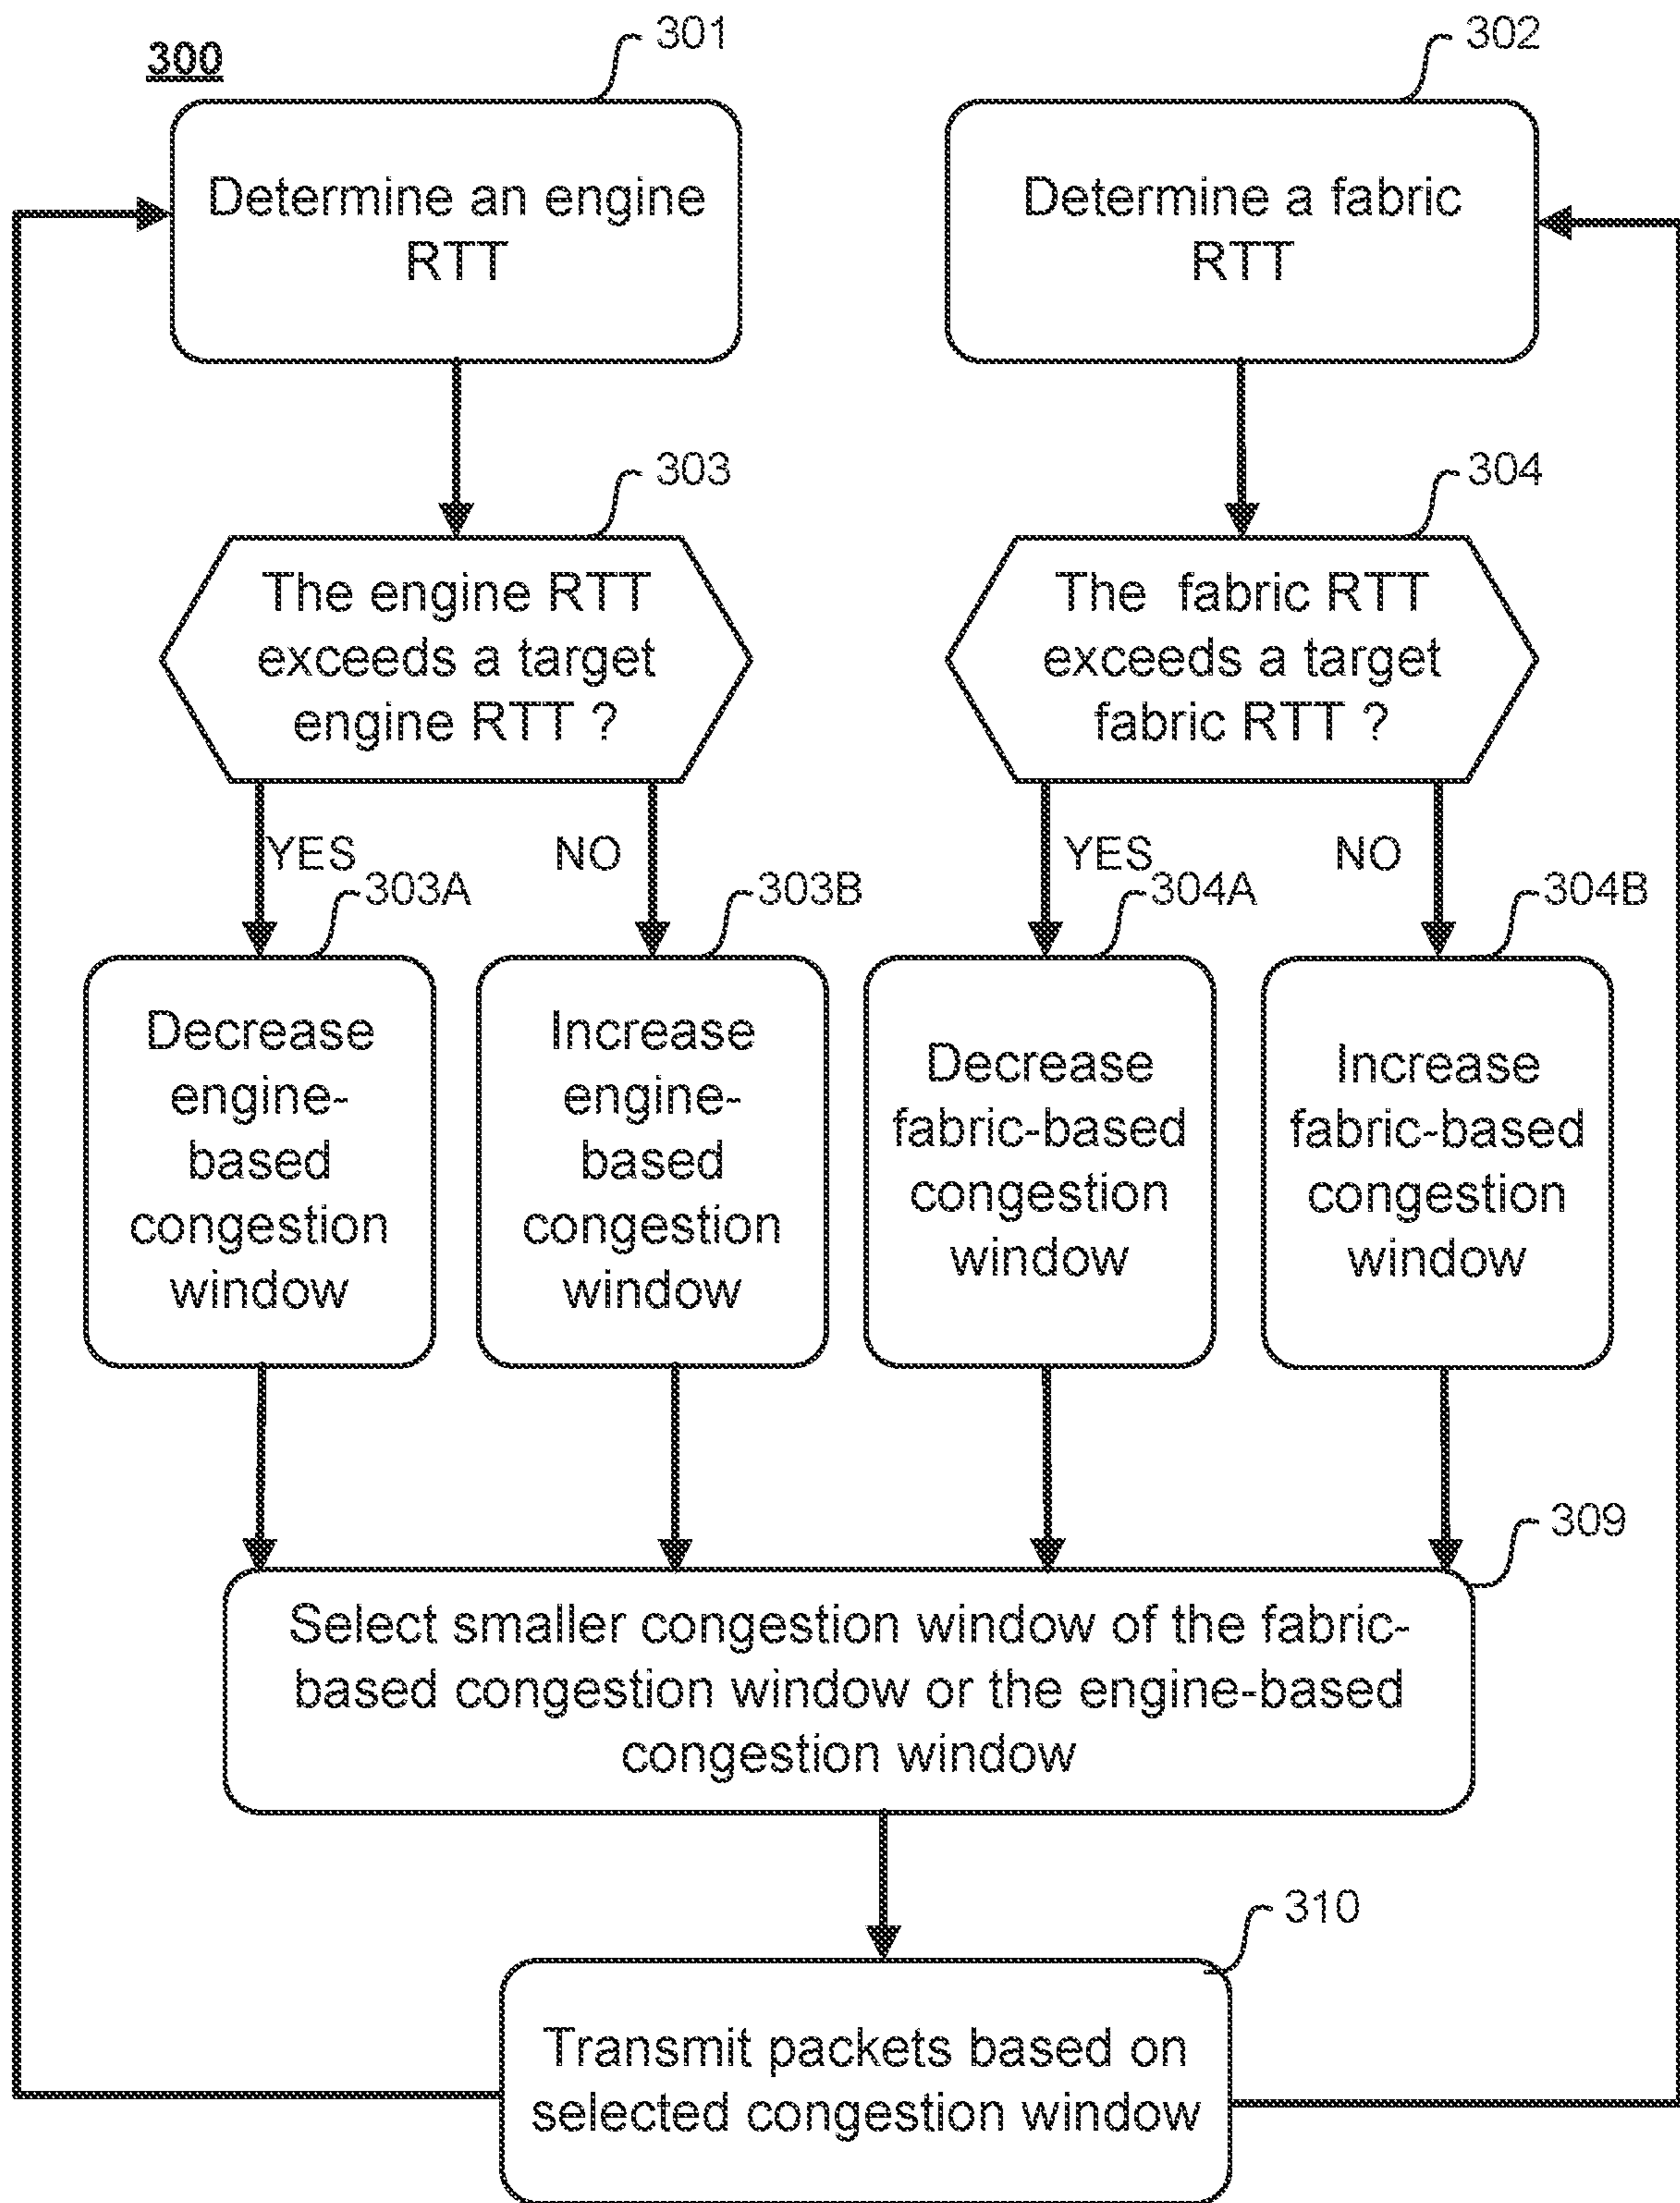 300
301
302
Determine an engine
RTT
Determine a fabric
RTT
303
304
The engine RTT
exceeds a target
engine RTT ?
The fabric RTT
exceeds a target
fabric RTT ?
YES
NO
YES
NO
303A
303B
304A
304B
Decrease
engine-
based
congestion
window
Increase
engine-
based
congestion
window
Decrease
fabric-based
congestion
window
Increase
fabric-based
congestion
window
309
Select smaller congestion window of the fabric-
based congestion window or the engine-based
congestion window
310
Transmit packets based on
selected congestion window